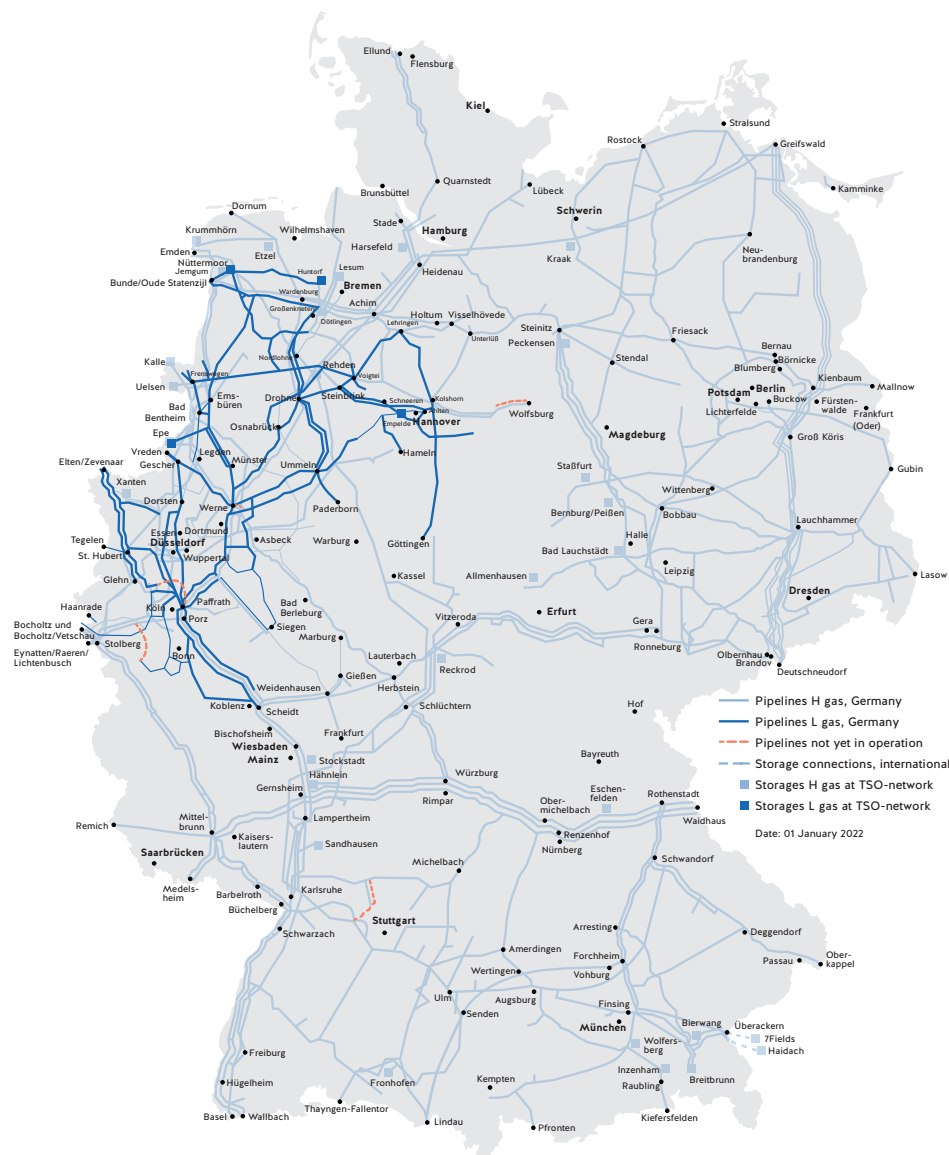 Ellund
Flensburg
Kiel
Stralsund
Rostock
Greifswald
Quarnstedt
Brunsbüttel
Lübeck
Kamminke
Dornum
Schwerin
Krummhörn
Wilhelmshaven
Stade
Hamburg
Emden
Etzel
Harsefeld
Kraak
Neu-
brandenburg
Nüttermoor
Jemgum
Huntorf
Lesum
Heidenau
Bunde/Oude Statenzijl
Wardenburg
Bremen
Großenkneten
Achim
Dötlingen
Lehringen
Holtum
Visselhövede
Unterlüß
Steinitz
Peckensen
Friesack
Bernau
Börnicke
Blumberg
Kalle
Nordlohne
Rehden
Stendal
Frenswegen
Voigtei
Uelsen
Kienbaum
Mallnow
Ems-
büren
Drohne
Steinbrink
Schneeren
Kolshorn
Potsdam
Berlin
Lichterfelde
Buckow
Fürsten-
walde
Frankfurt
(Oder)
Bad
Bentheim
Ahlten
Empelde
Hannover
Wolfsburg
Osnabrück
Magdeburg
Groß Köris
Epe
Vreden
Gescher
Legden
Münster
Hameln
Elten/Zevenaar
Ummeln
Gubin
Xanten
Staßfurt
Wittenberg
Dorsten
Werne
Paderborn
Bernburg/Peißen
Bobbau
Lauchhammer
Essen
Dortmund
Tegelen
Düsseldorf
Asbeck
Warburg
Göttingen
Halle
Bad Lauchstädt
St. Hubert
Wuppertal
Leipzig
Lasow
Glehn
Kassel
Allmenhausen
Dresden
Haanrade
Köln
Paffrath
Bad
Berleburg
Porz
Vitzeroda
Erfurt
Gera
Bocholtz und
Bocholtz/Vetschau
Siegen
Marburg
Ronneburg
Stolberg
Eynatten/Raeren/
Lichtenbusch
Bonn
Lauterbach
Reckrod
Olbernhau
Brandov
Deutschneudorf
Gießen
Weidenhausen
Herbstein
Koblenz
Scheidt
Schlüchtern
Hof
Pipelines H gas, Germany
Pipelines L gas, Germany
Pipelines not yet in operation
Storage connections, international
Storages H gas at TSO-network
Storages L gas at TSO-network
Date: 01 January 2022
Bischofsheim
Frankfurt
Wiesbaden
Mainz
Stockstadt
Bayreuth
Hähnlein
Würzburg
Gernsheim
Rimpar
Eschen-
felden
Rothenstadt
Ober-
michelbach
Waidhaus
Remich
Mittel-
brunn
Lampertheim
Renzenhof
Nürnberg
Kaisers-
lautern
Sandhausen
Saarbrücken
Michelbach
Schwandorf
Medels-
heim
Barbelroth
Karlsruhe
Büchelberg
Stuttgart
Schwarzach
Arresting
Deggendorf
Amerdingen
Forchheim
Passau
Ober-
kappel
Wertingen
Vohburg
Ulm
Augsburg
Senden
Finsing
München
Bierwang
Überackern
7Fields
Haidach
Wolfers-
berg
Freiburg
Inzenham
Raubling
Breitbrunn
Hügelheim
Fronhofen
Kempten
Thayngen-Fallentor
Kiefersfelden
Basel
Wallbach
Lindau
Pfronten